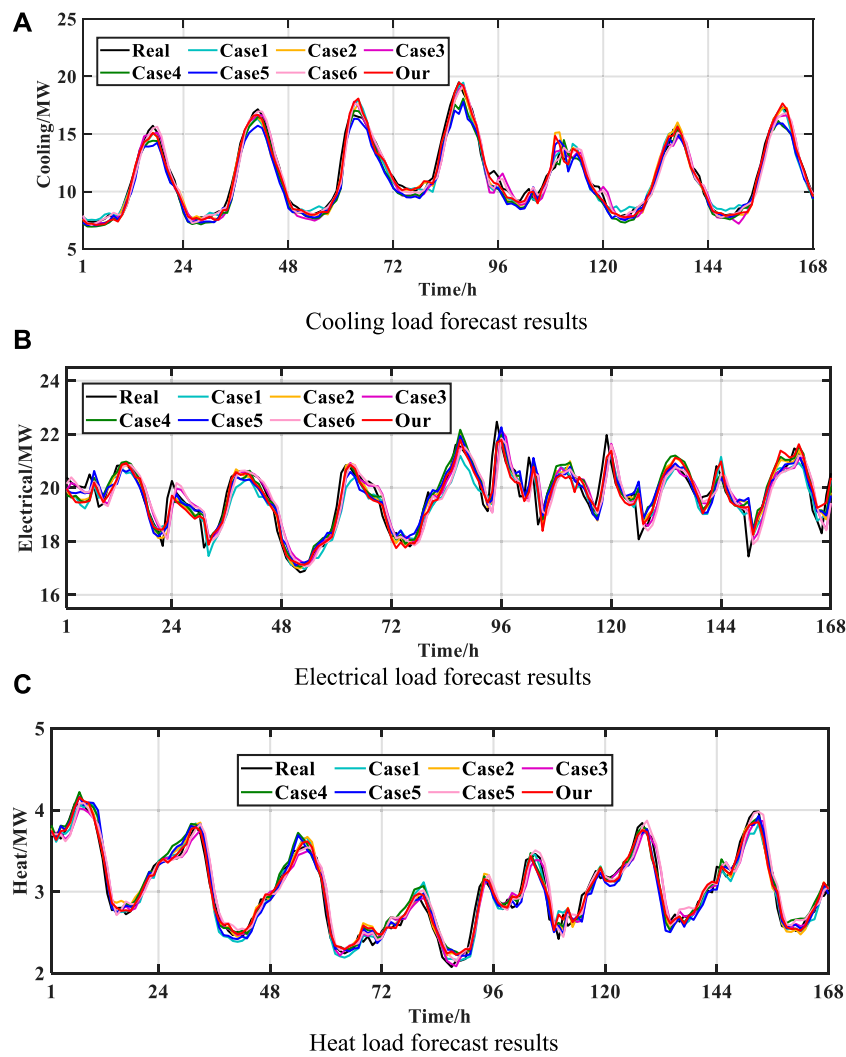 A
25
20
15
10
5
Cooling/MW
Real Case1 Case2 Case3
Case4 Case5 Case6 Our
1 24 48 72 96 120 144 168
Time/h
Cooling load forecast results
B
24
22
20
18
16
Electrical/MW
Real Case1 Case2 Case3
Case4 Case5 Case6 Our
1 24 48 72 96 120 144 168
Time/h
Electrical load forecast results
C
5
4
3
2
Heat/MW
Real Case1 Case2 Case3
Case4 Case5 Case5 Our
1 24 48 72 96 120 144 168
Time/h
Heat load forecast results